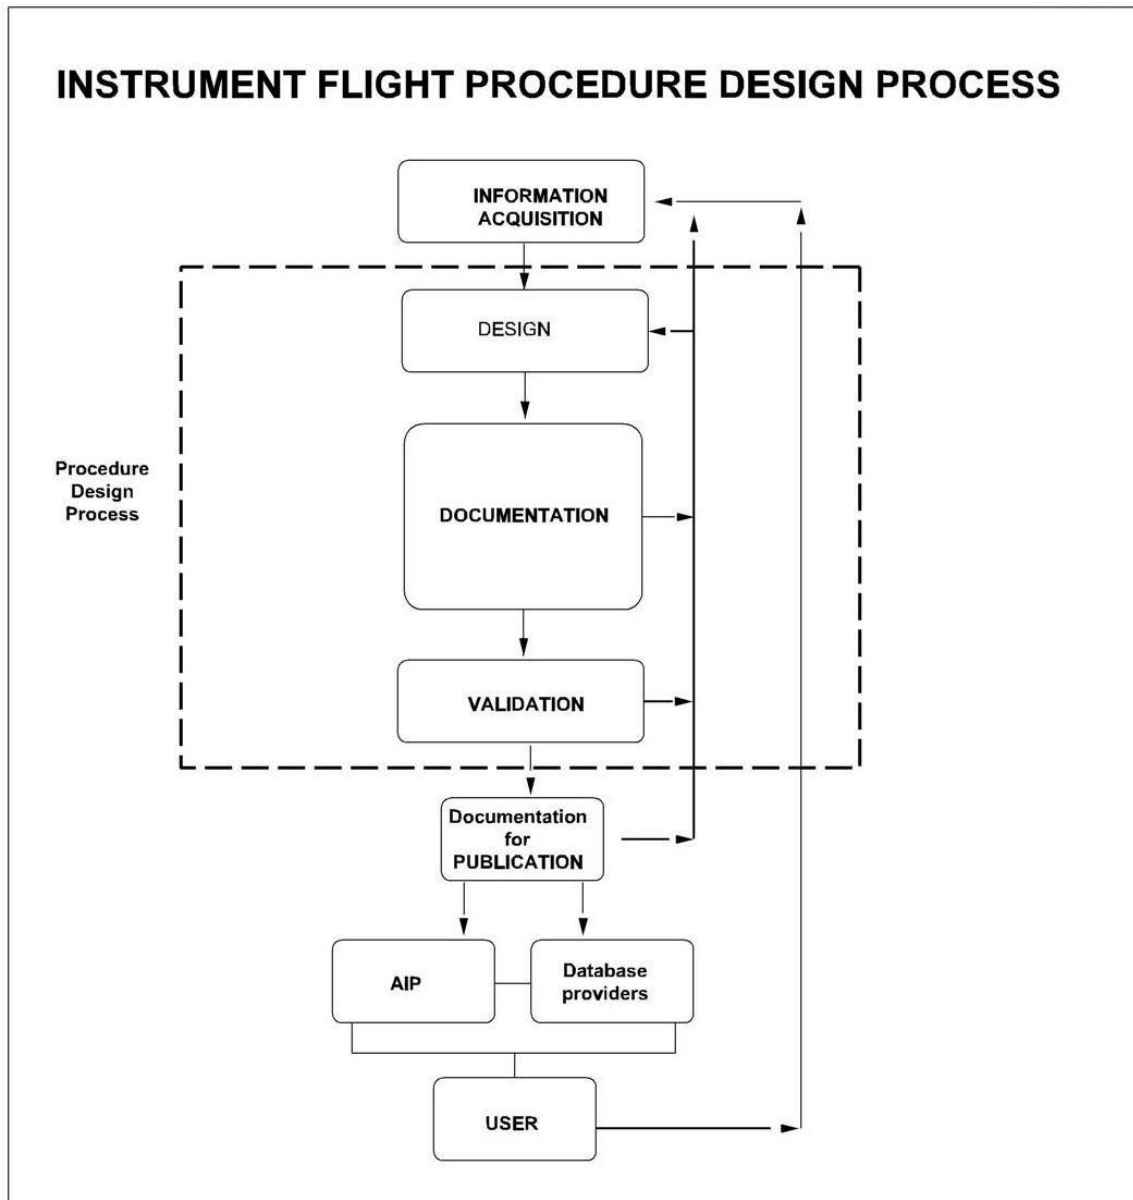 INSTRUMENT FLIGHT PROCEDURE DESIGN PROCESS
INFORMATION
ACQUISITION
DESIGN
Procedure
Design
Process
DOCUMENTATION
VALIDATION
Documentation
for
PUBLICATION
AIP
Database
providers
USER